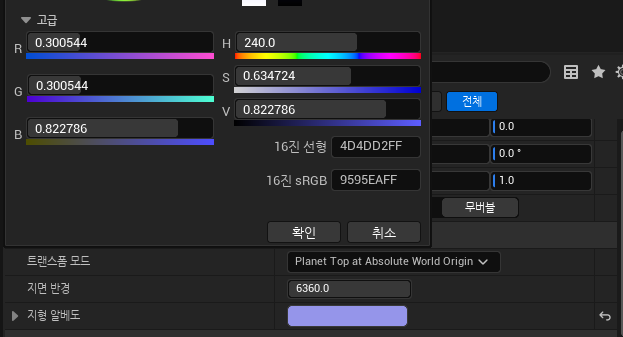 고급
R 0.300544
H 240.0
G 0.300544
S 0.634724
B 0.822786
V 0.822786
16진 선형 4D4DD2FF
16진 sRGB 9595EAFF
확인 취소
전체
0.0
0.0 °
1.0
무버블
트랜스폼 모드 Planet Top at Absolute World Origin
지면 반경 6360.0
지형 알베도